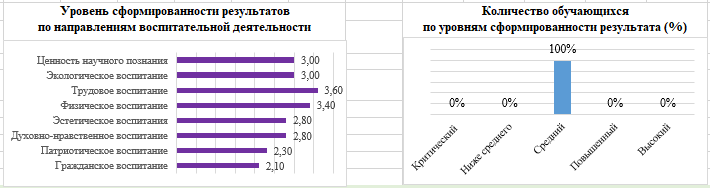 Уровень сформированности результатов
по направлениям воспитательной деятельности
Ценность научного познания 3,00
Экологическое воспитание 3,00
Трудовое воспитание 3,60
Физическое воспитание 3,40
Эстетическое воспитание 2,80
Духовно-нравственное воспитание 2,80
Патриотическое воспитание 2,30
Гражданское воспитание 2,10
Количество обучающихся
по уровням сформированности результата (%)
100%
0% 0% 0% 0%
Критический
Ниже среднего
Средний
Повышенный
Высокий